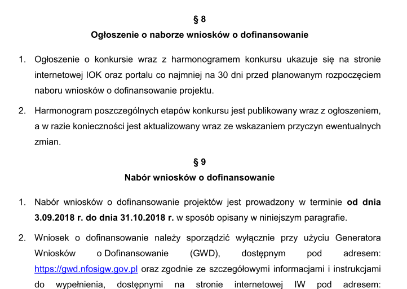 § 8
Ogłoszenie o naborze wniosków o dofinansowanie
1. Ogłoszenie o konkursie wraz z harmonogramem konkursu ukazuje się na stronie
internetowej IOK oraz portalu co najmniej na 30 dni przed planowanym rozpoczęciem
naboru wniosków o dofinansowanie projektu.
2. Harmonogram poszczególnych etapów konkursu jest publikowany wraz z ogłoszeniem,
a w razie konieczności jest aktualizowany wraz ze wskazaniem przyczyn ewentualnych
zmian.
§ 9
Nabór wniosków o dofinansowanie
1. Nabór wniosków o dofinansowanie projektów jest prowadzony w terminie od dnia
3.09.2018 r. do dnia 31.10.2018 r. w sposób opisany w niniejszym paragrafie.
2. Wniosek o dofinansowanie należy sporządzić wyłącznie przy użyciu Generatora
Wniosków o Dofinansowanie (GWD), dostępnym pod adresem:
https://gwd.nfosigw.gov.pl oraz zgodnie ze szczegółowymi informacjami i instrukcjami
do wypełnienia, dostępnymi na stronie internetowej IW pod adresem: